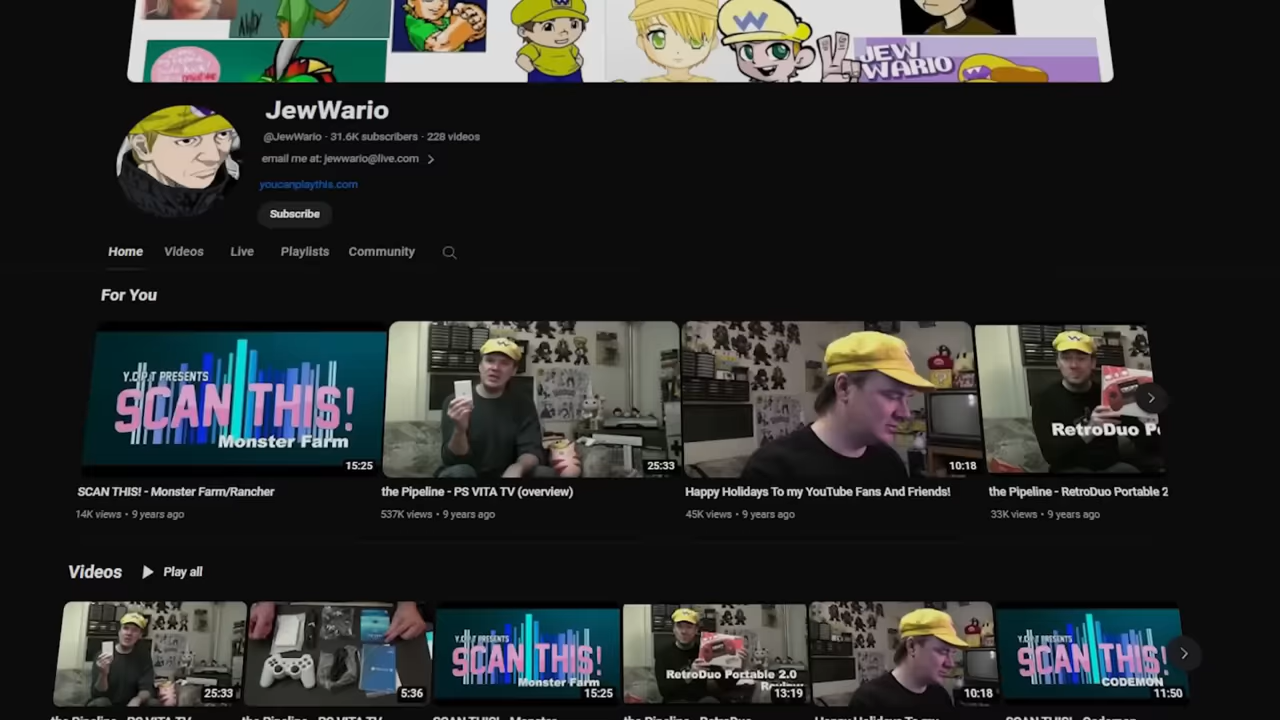 JEW
WARIO
JewWario
@JewWario · 31.6K subscribers · 228 videos
email me at: jewwario@live.com
youcanplaythis.com
Subscribe
Home Videos Live Playlists Community
For You
Y.C.P.T PRESENTS
SCAN THIS!
Monster Farm
15:25
25:33
10:18
RetroDuo P
SCAN THIS! - Monster Farm/Rancher
14K views • 9 years ago
the Pipeline - PS VITA TV (overview)
537K views • 9 years ago
Happy Holidays To my YouTube Fans And Friends!
45K views • 9 years ago
the Pipeline - RetroDuo Portable 2
33K views • 9 years ago
Videos Play all
25:33
5:36
Y.C.P.T PRESENTS
SCAN THIS!
Monster Farm
15:25
RetroDuo Portable 2.0
Review
13:19
10:18
Y.C.P.T PRESENTS
SCAN THIS!
CODEMON
11:50